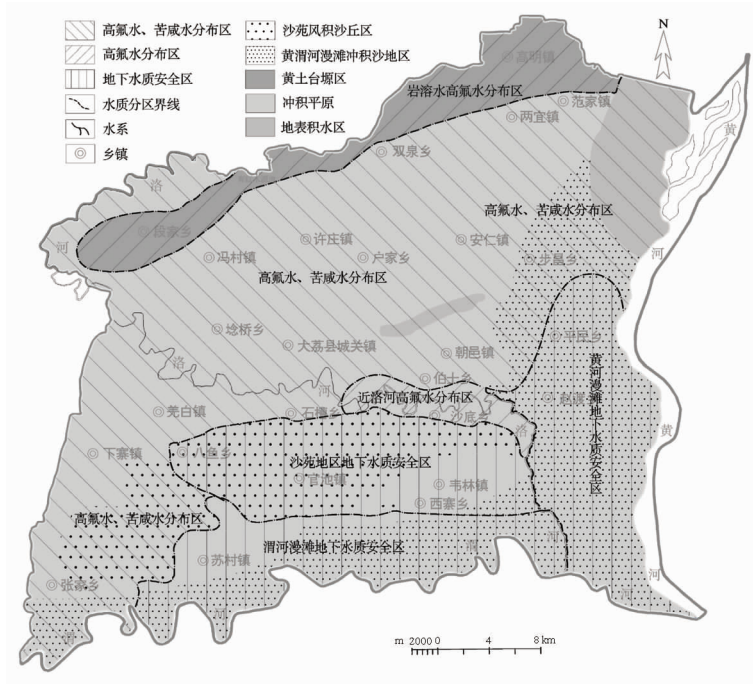 高氟水、苦咸水分布区
高氟水分布区
地下水质安全区
水质分区界线
水系
乡镇
沙苑风积沙丘区
黄渭河漫滩冲积沙地区
黄土台塬区
冲积平原
地表积水区
N
高明镇
岩溶水高氟水分布区
范家镇
两宜镇
双泉乡
黄
洛
高氟水、苦咸水分布区
段家乡
许庄镇
安仁镇
河
河
冯村镇
户家乡
步昌乡
高氟水、苦咸水分布区
埝桥乡
大荔县城关镇
朝邑镇
平民乡
洛
河
伯士乡
近洛河高氟水分布区
赵渡
黄河漫滩地下水质安全区
羌白镇
石槽乡
沙底乡
洛
黄
下寨镇
八鱼乡
沙苑地区地下水质安全区
官池镇
韦林镇
西寨乡
高氟水、苦咸水分布区
渭河漫滩地下水质安全区
渭
河
苏村镇
张家乡
河
河
河
河
m 2000 0 4 8 km